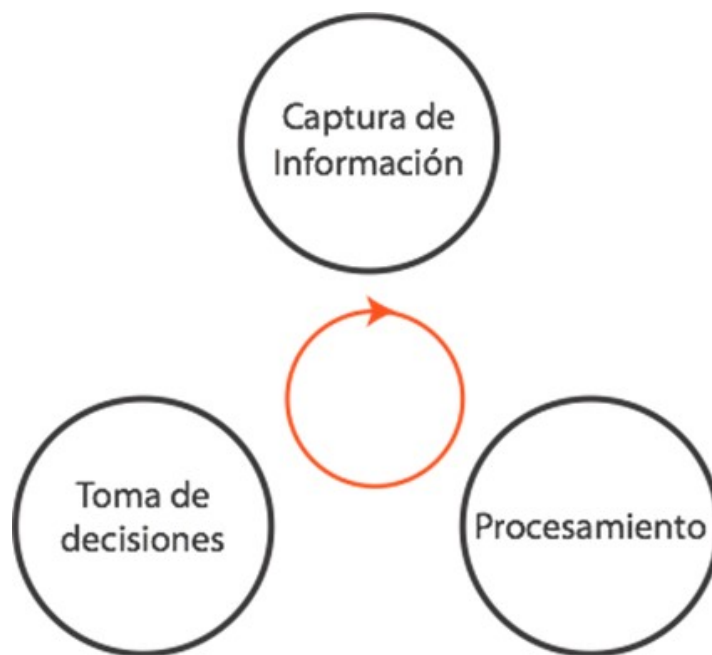 Captura de
Información
Toma de
decisiones
Procesamiento